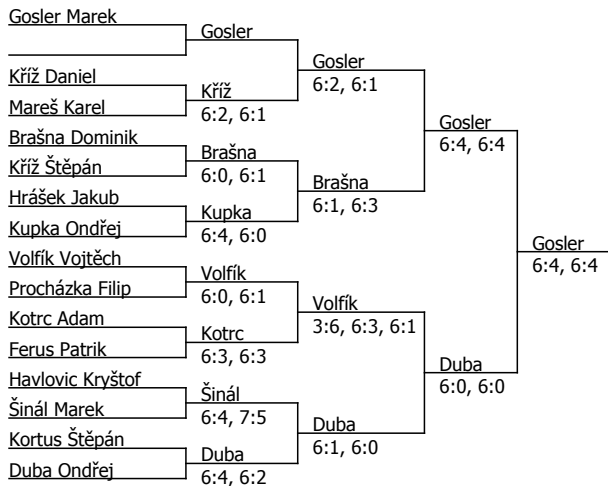 Gosler Marek
Gosler
Kříž Daniel
Gosler
6:2, 6:1
Mareš Karel
Kříž
6:2, 6:1
Gosler
6:4, 6:4
Brašna Dominik
Brašna
6:0, 6:1
Kříž Štěpán
Brašna
6:1, 6:3
Hrášek Jakub
Kupka
6:4, 6:0
Kupka Ondřej
Gosler
6:4, 6:4
Volfík Vojtěch
Volfík
6:0, 6:1
Procházka Filip
Volfík
3:6, 6:3, 6:1
Kotrc Adam
Kotrc
6:3, 6:3
Ferus Patrik
Duba
6:0, 6:0
Havlovic Kryštof
Šinál
6:4, 7:5
Šinál Marek
Duba
6:1, 6:0
Kortus Štěpán
Duba
6:4, 6:2
Duba Ondřej